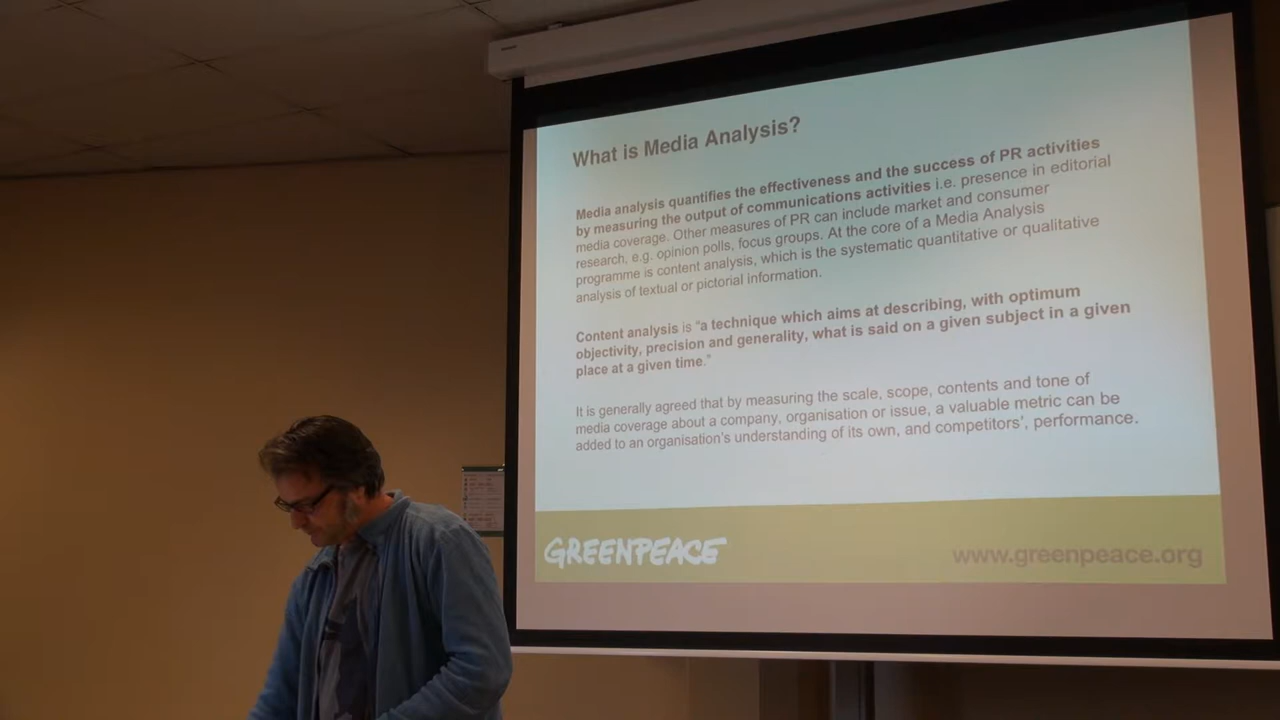 What is Media Analysis?
Media analysis quantifies the effectiveness and the success of PR activities
by measuring the output of communications activities i.e. presence in editorial
media coverage. Other measures of PR can include market and consumer
research, e.g. opinion polls, focus groups. At the core of a Media Analysis
programme is content analysis, which is the systematic quantitative or qualitative
analysis of textual or pictorial information.
Content analysis is “a technique which aims at describing, with optimum
objectivity, precision and generality, what is said on a given subject in a given
place at a given time.”
It is generally agreed that by measuring the scale, scope, contents and tone of
media coverage about a company, organisation or issue, a valuable metric can be
added to an organisation's understanding of its own, and competitors', performance.
GREENPEACE
www.greenpeace.org